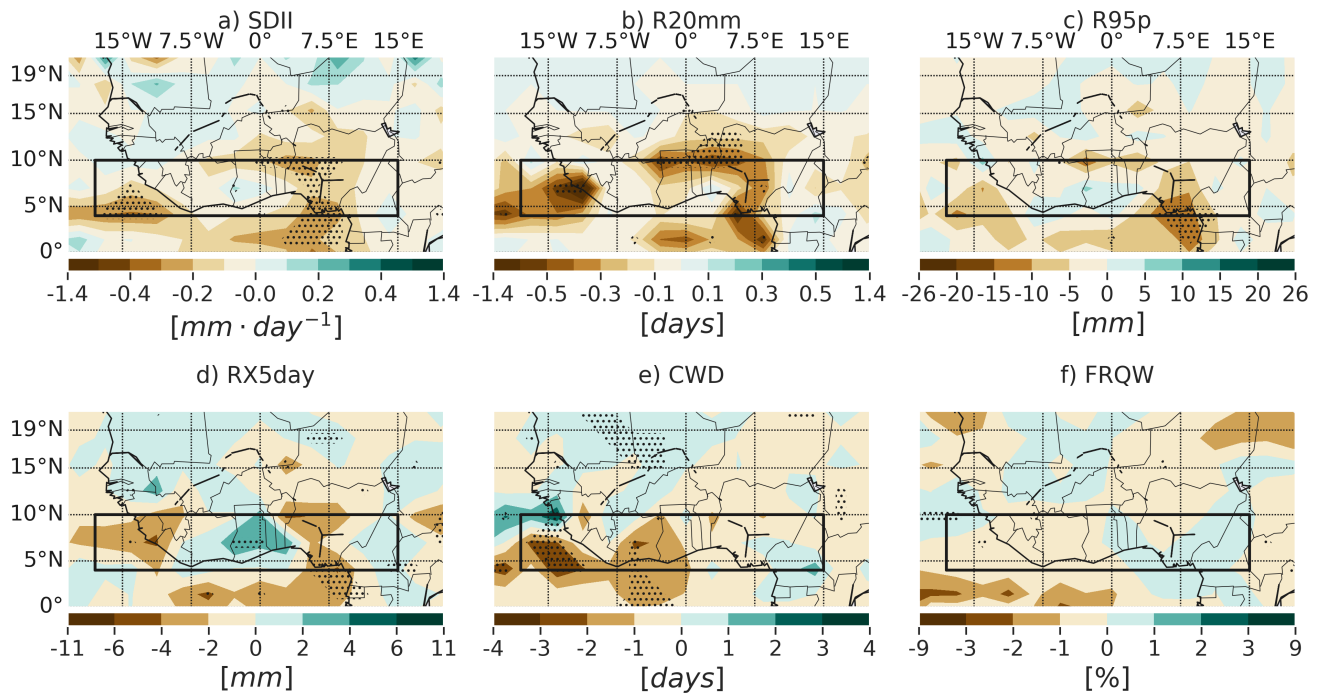 a) SDII
b) R20mm
c) R95p
15°W 7.5°W 0° 7.5°E 15°E
15°W 7.5°W 0° 7.5°E 15°E
15°W 7.5°W 0° 7.5°E 15°E
19°N
15°N
10°N
5°N
0°
-1.4 -0.4 -0.2 -0.0 0.2 0.4 1.4
-1.4 -0.5 -0.3 -0.1 0.1 0.3 0.5 1.4
-26 -20 -15 -10 -5 0 5 10 15 20 26
[mm · day⁻¹]
[days]
[mm]
d) RX5day
e) CWD
f) FRQW
19°N
15°N
10°N
5°N
0°
-11 -6 -4 -2 0 2 4 6 11
-4 -3 -2 -1 0 1 2 3 4
-9 -3 -2 -1 0 1 2 3 9
[mm]
[days]
[%]